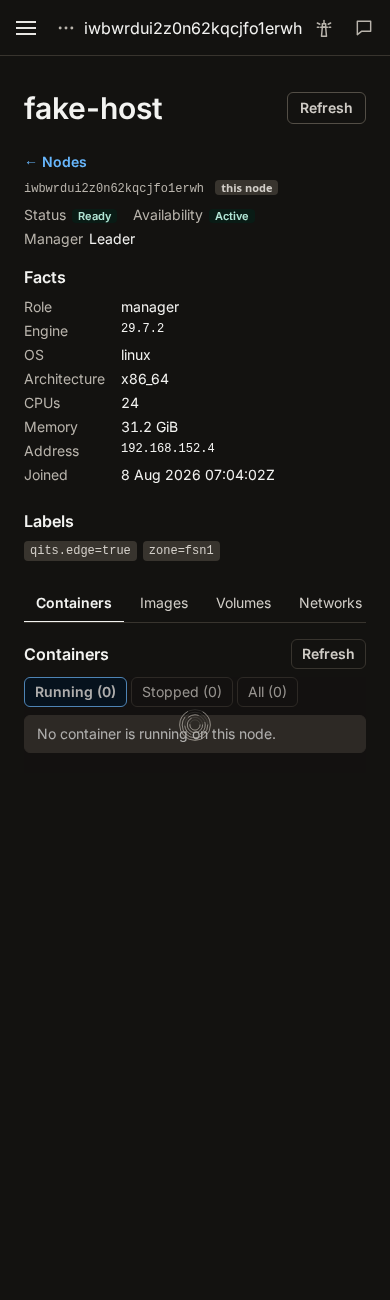 iwbwrdui2z0n62kqcjfo1erwh
fake-host
Refresh
← Nodes
iwbwrdui2z0n62kqcjfo1erwh this node
Status Ready Availability Active
Manager Leader
Facts
Role manager
Engine 29.7.2
OS linux
Architecture x86_64
CPUs 24
Memory 31.2 GiB
Address 192.168.152.4
Joined 8 Aug 2026 07:04:02Z
Labels
qits.edge=true zone=fsn1
Containers Images Volumes Networks
Containers Refresh
Running (0) Stopped (0) All (0)
No container is running on this node.